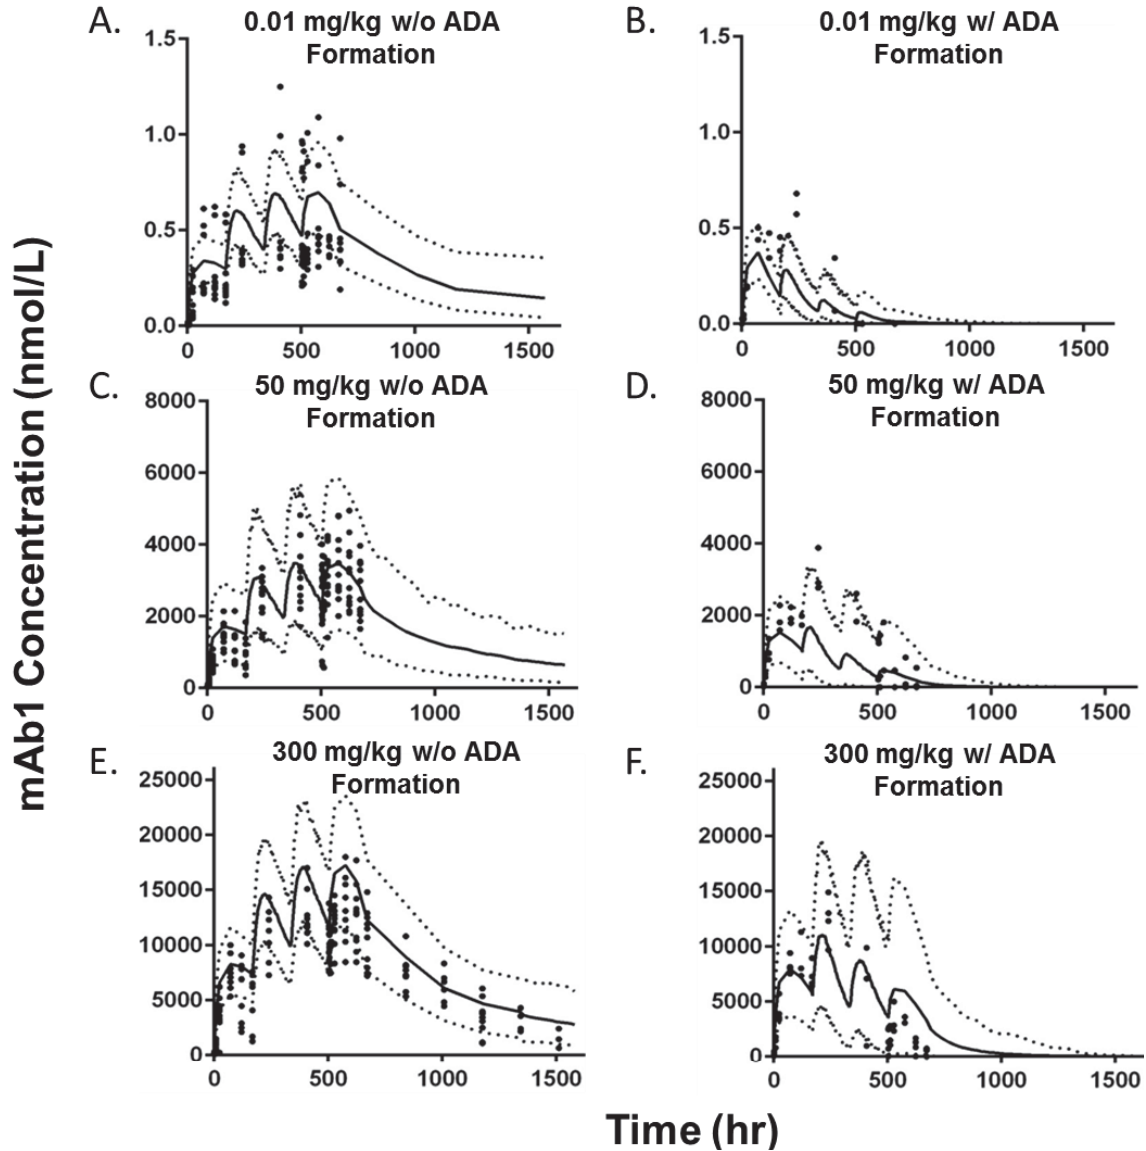 A.
0.01 mg/kg w/o ADA
Formation
1.5
1.0
0.5
0.0
0 500 1000 1500
B.
0.01 mg/kg w/ ADA
Formation
1.5
1.0
0.5
0.0
0 500 1000 1500
C.
50 mg/kg w/o ADA
Formation
8000
6000
4000
2000
0
0 500 1000 1500
D.
50 mg/kg w/ ADA
Formation
8000
6000
4000
2000
0
0 500 1000 1500
E.
300 mg/kg w/o ADA
Formation
25000
20000
15000
10000
5000
0
0 500 1000 1500
F.
300 mg/kg w/ ADA
Formation
25000
20000
15000
10000
5000
0
0 500 1000 1500
mAb1 Concentration (nmol/L)
Time (hr)